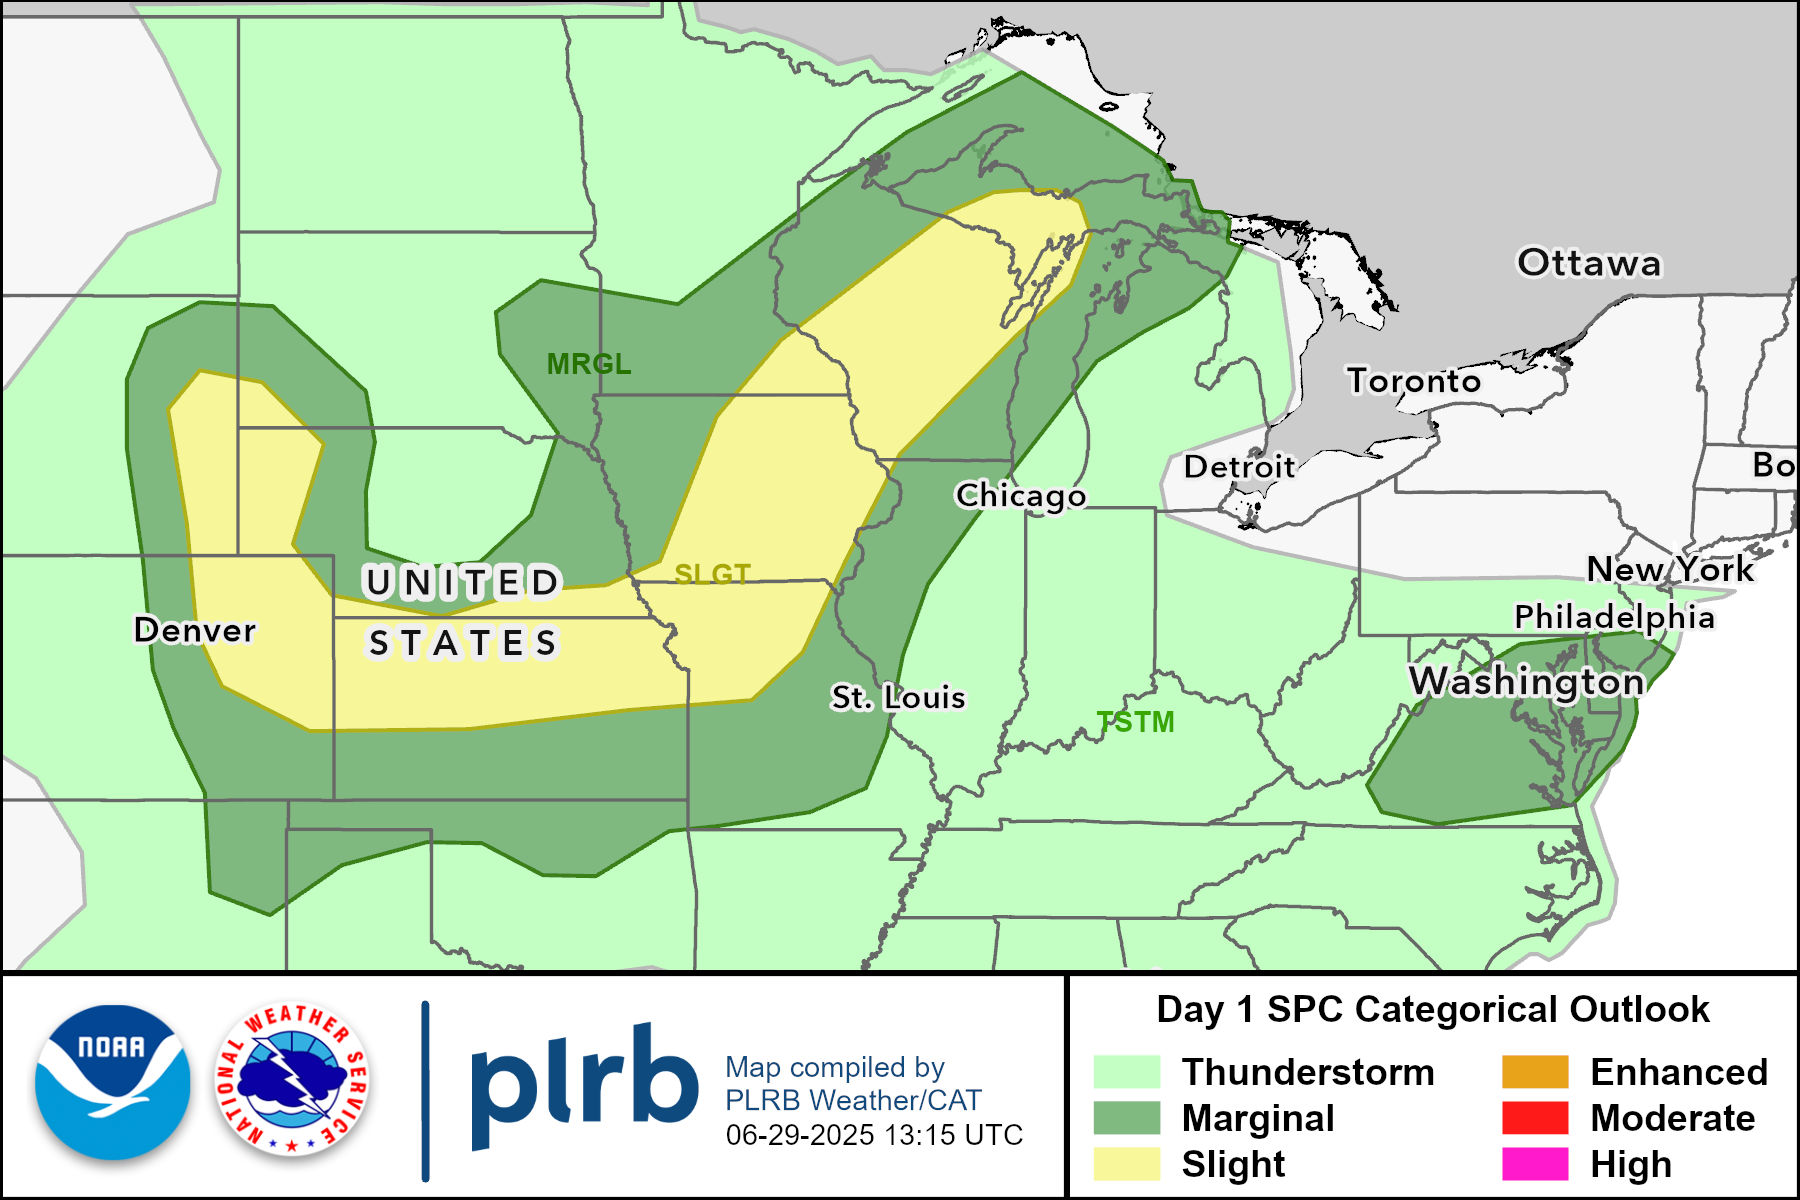 Ottawa
MRGL
Toronto
Detroit
Bo
Chicago
New York
SLGT
UNITED
STATES
Philadelphia
Denver
Washington
St. Louis
TSTM
NOAA
NATIONAL WEATHER SERVICE
plrb
Map compiled by
PLRB Weather/CAT
06-29-2025 13:15 UTC
Day 1 SPC Categorical Outlook
Thunderstorm
Marginal
Slight
Enhanced
Moderate
High